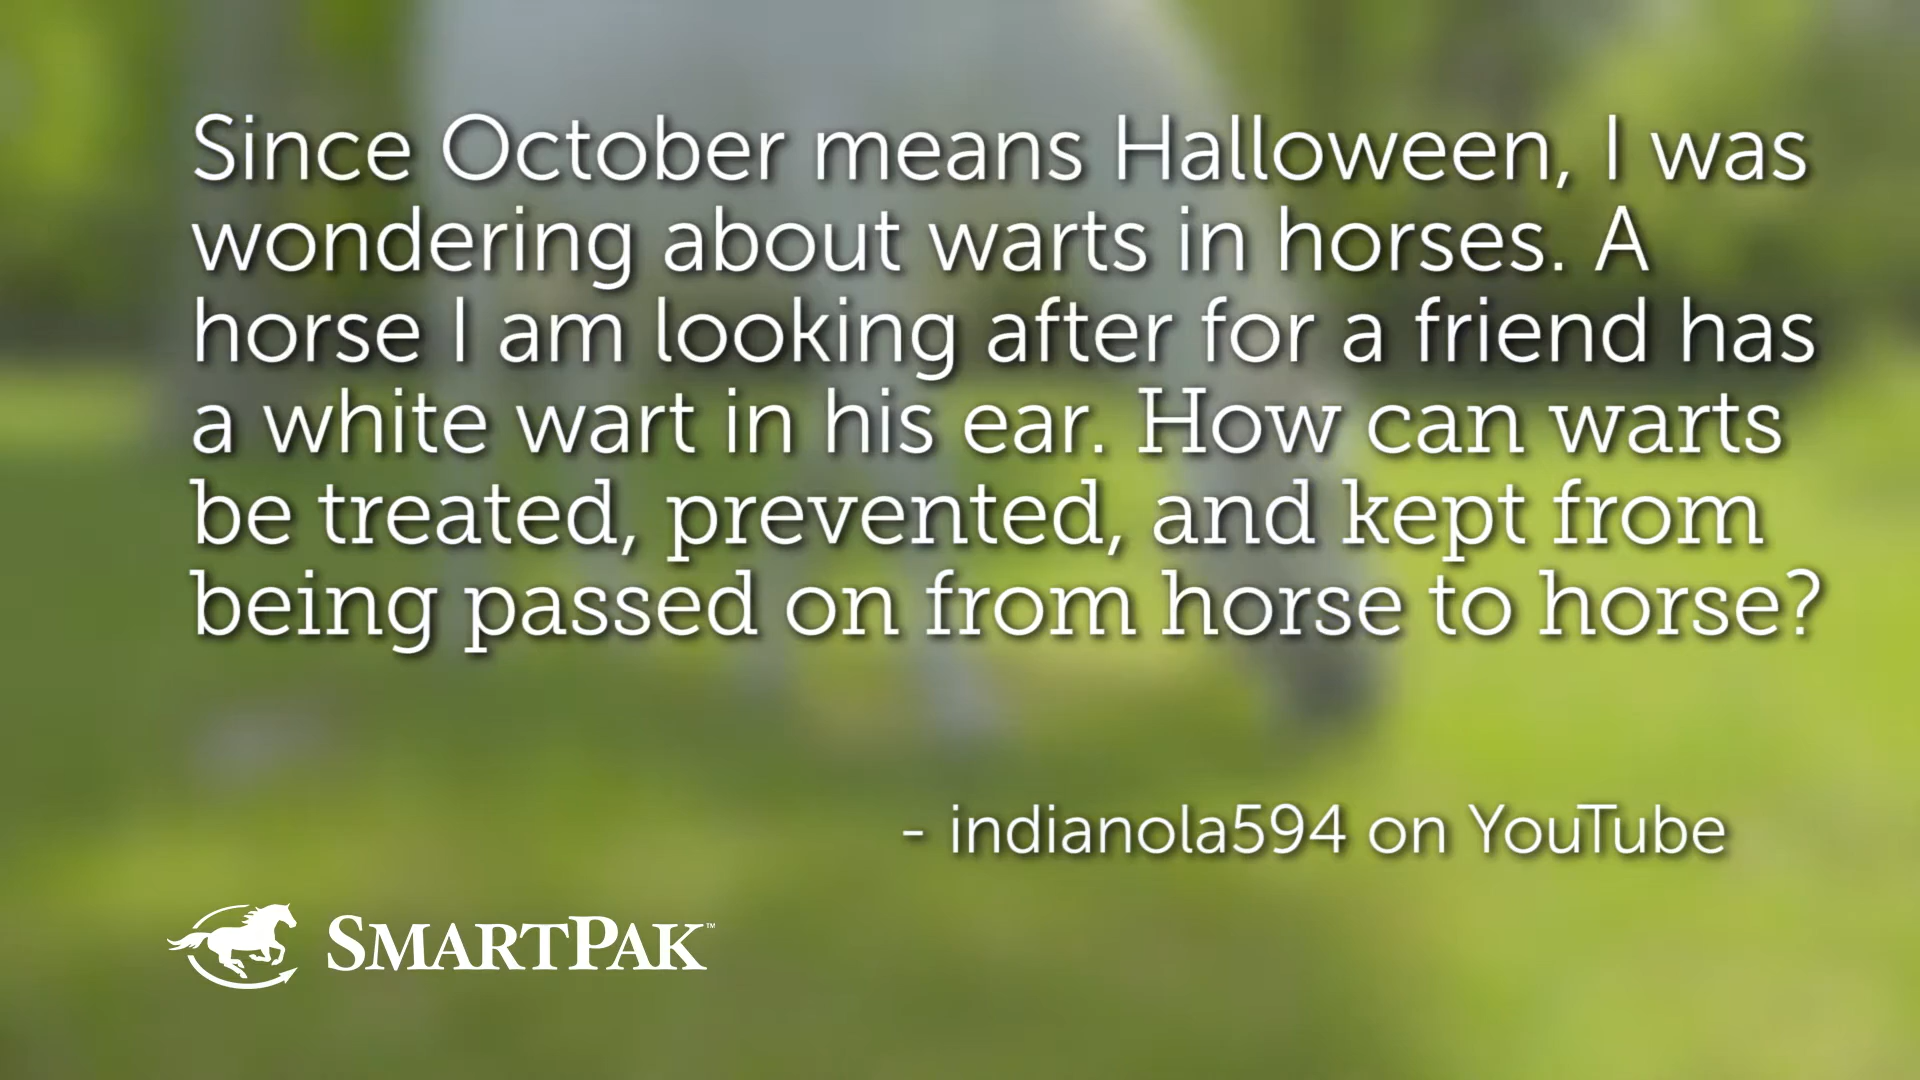 Since October means Halloween, I was
wondering about warts in horses. A
horse I am looking after for a friend has
a white wart in his ear. How can warts
be treated, prevented, and kept from
being passed on from horse to horse?
- indianola594 on YouTube
SMARTPAK™